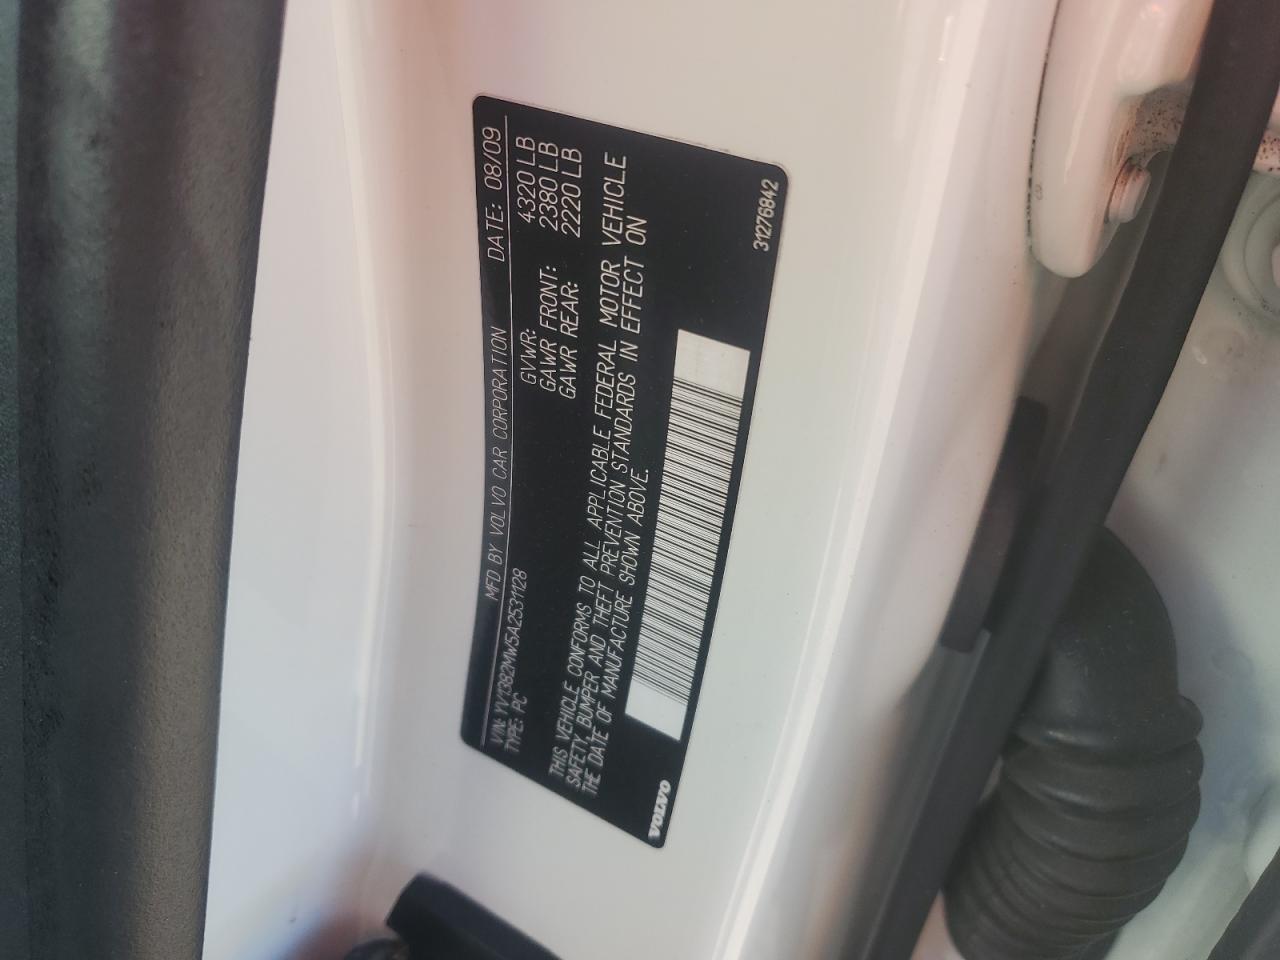 MFD BY VOLVO CAR CORPORATION DATE: 08/09
VIN: YV1382MW5A2531128
TYPE: PC
GVWR: 4320 LB
GAWR FRONT: 2380 LB
GAWR REAR: 2220 LB
THIS VEHICLE CONFORMS TO ALL APPLICABLE FEDERAL MOTOR VEHICLE
SAFETY, BUMPER AND THEFT PREVENTION STANDARDS IN EFFECT ON
THE DATE OF MANUFACTURE SHOWN ABOVE.
VOLVO
31276842